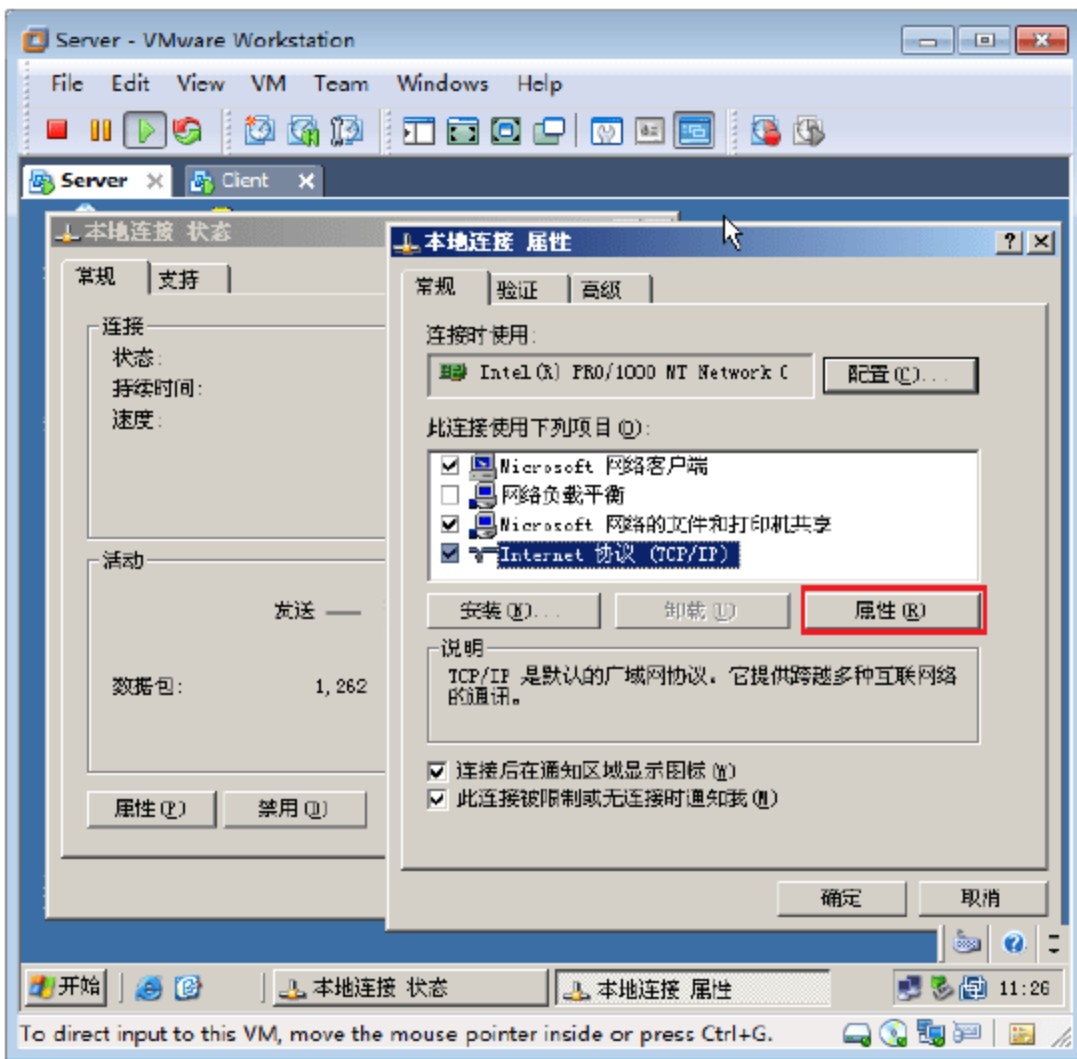 Server - VMware Workstation
File Edit View VM Team Windows Help
Server Client
本地连接 状态
常规 支持
连接
状态:
持续时间:
速度:
活动
发送
数据包: 1,262
属性(P) 禁用(D)
本地连接 属性
常规 验证 高级
连接时使用:
Intel(R) PRO/1000 MT Network C 配置(C)...
此连接使用下列项目(O):
Microsoft 网络客户端
网络负载平衡
Microsoft 网络的文件和打印机共享
Internet 协议 (TCP/IP)
安装(N)... 卸载(U) 属性(R)
说明
TCP/IP 是默认的广域网协议。它提供跨越多种互联网络
的通讯。
连接后在通知区域显示图标(W)
此连接被限制或无连接时通知我(M)
确定 取消
开始 本地连接 状态 本地连接 属性 11:26
To direct input to this VM, move the mouse pointer inside or press Ctrl+G.